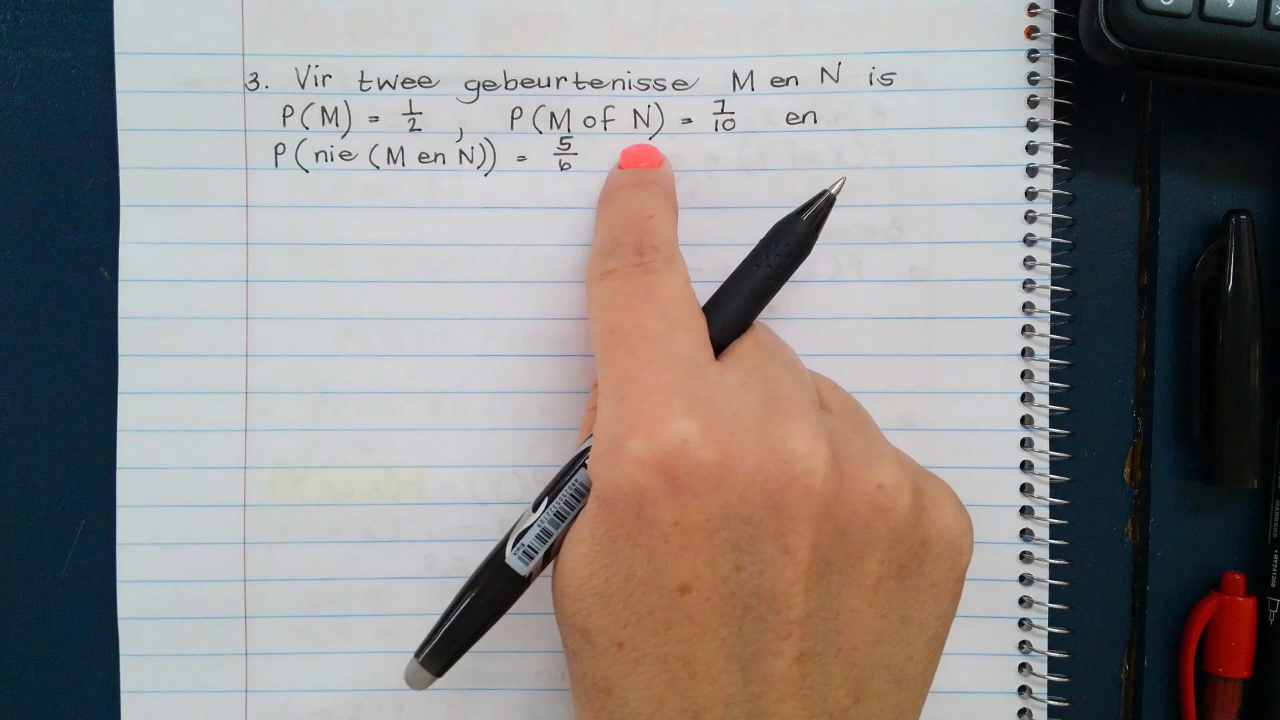 3. Vir twee gebeurtenisse M en N is
P(M) = 1/2 , P(M of N) = 7/10 en
P(nie (M en N)) = 5/6